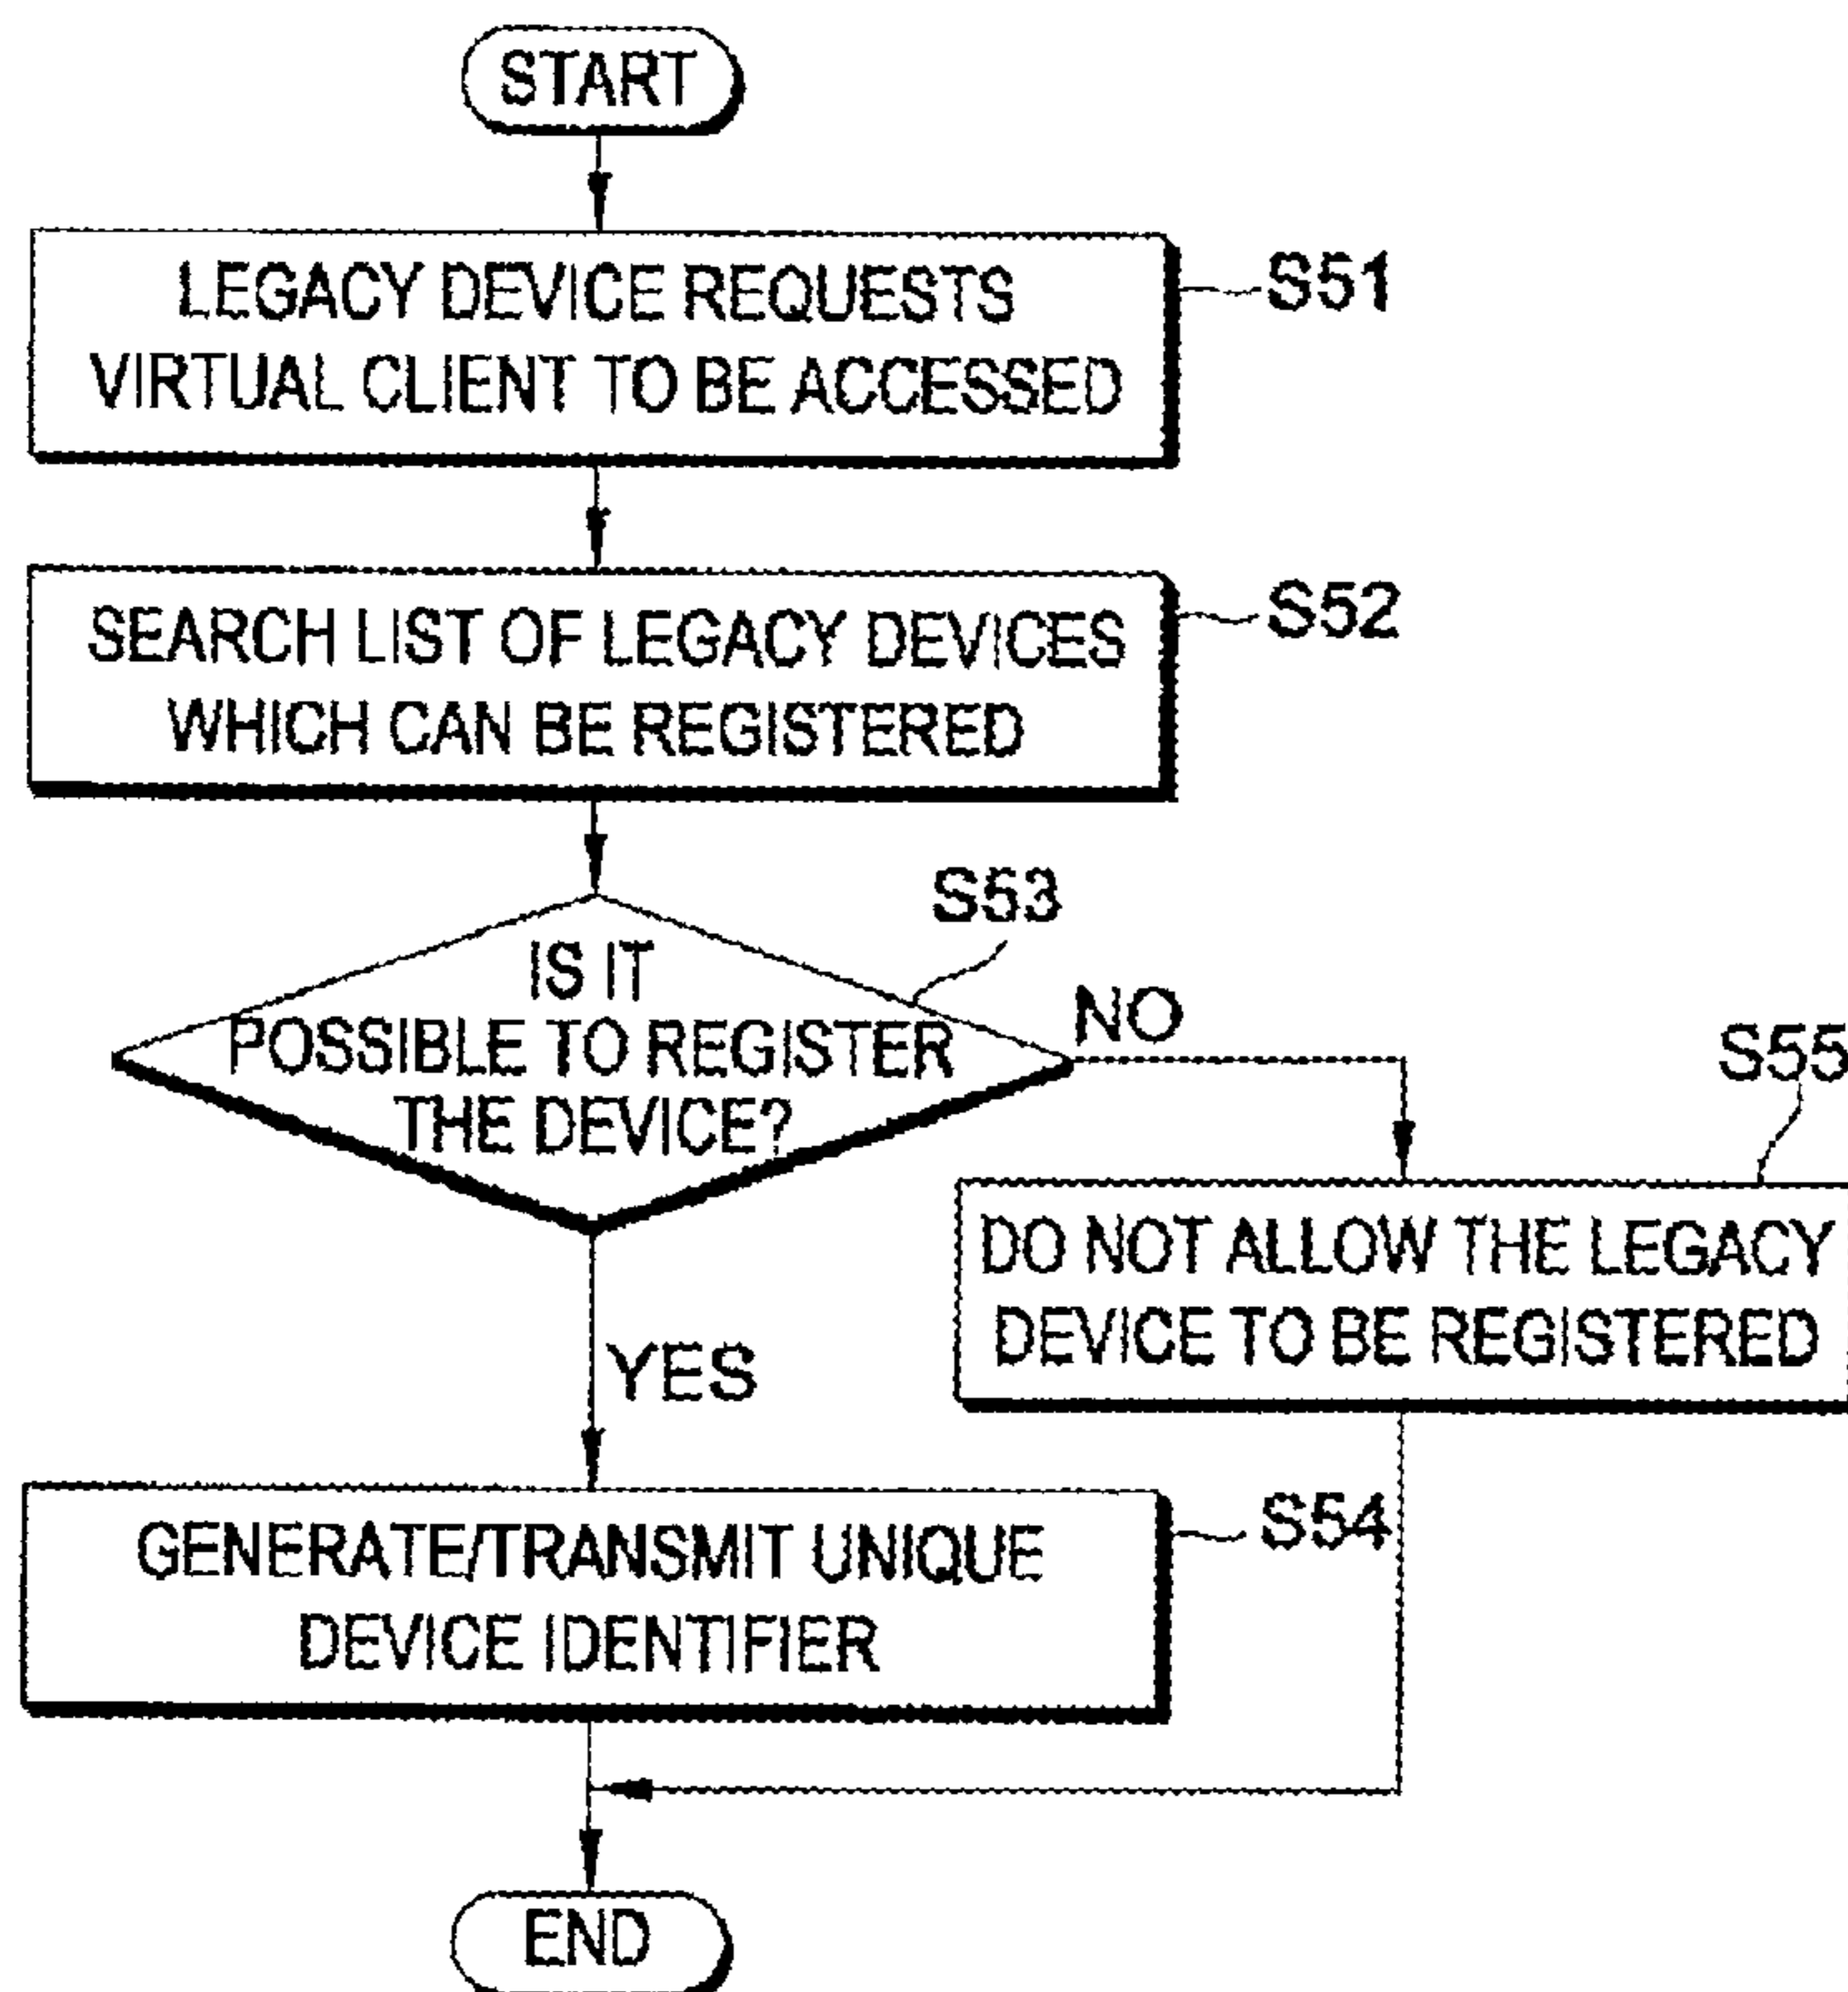 START
LEGACY DEVICE REQUESTS
VIRTUAL CLIENT TO BE ACCESSED
S51
SEARCH LIST OF LEGACY DEVICES
WHICH CAN BE REGISTERED
S52
S53
IS IT
POSSIBLE TO REGISTER
THE DEVICE?
NO
S55
DO NOT ALLOW THE LEGACY
DEVICE TO BE REGISTERED
YES
GENERATE/TRANSMIT UNIQUE
DEVICE IDENTIFIER
S54
END